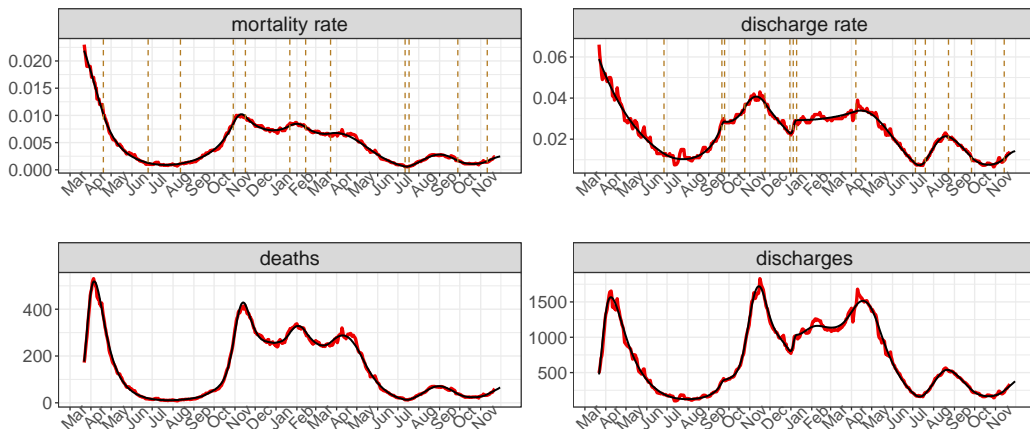 mortality rate
0.020
0.015
0.010
0.005
0.000
Mar Apr May Jun Jul Aug Sep Oct Nov Dec Jan Feb Mar Apr May Jun Jul Aug Sep Oct Nov
discharge rate
0.06
0.04
0.02
Mar Apr May Jun Jul Aug Sep Oct Nov Dec Jan Feb Mar Apr May Jun Jul Aug Sep Oct Nov
deaths
400
200
0
Mar Apr May Jun Jul Aug Sep Oct Nov Dec Jan Feb Mar Apr May Jun Jul Aug Sep Oct Nov
discharges
1500
1000
500
Mar Apr May Jun Jul Aug Sep Oct Nov Dec Jan Feb Mar Apr May Jun Jul Aug Sep Oct Nov